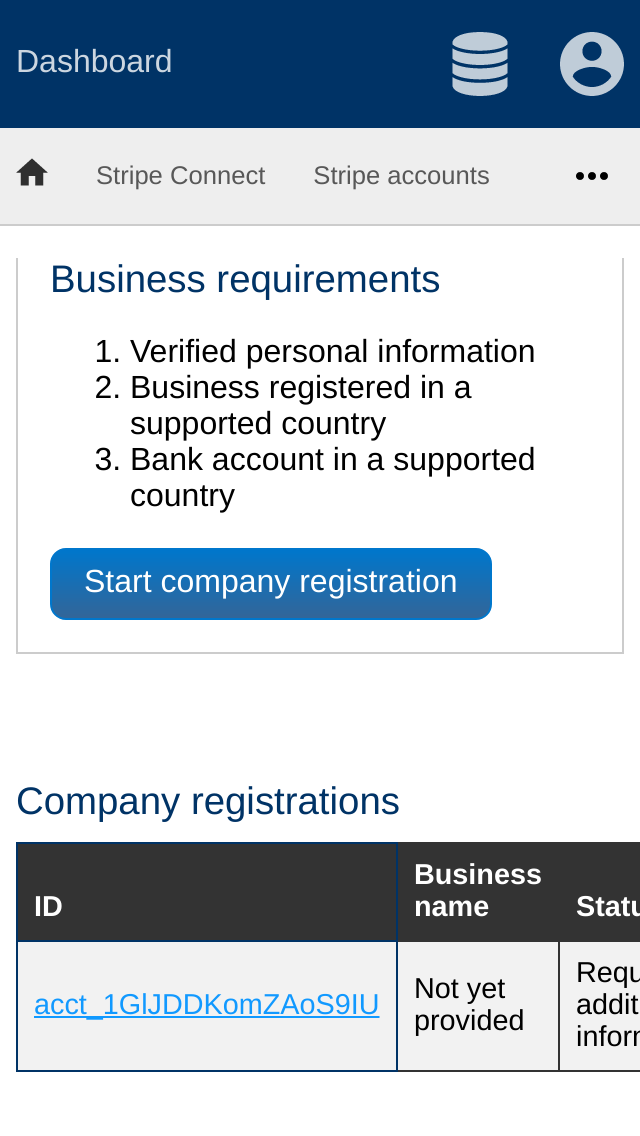 Dashboard
Stripe Connect Stripe accounts
Business requirements
1. Verified personal information
2. Business registered in a
supported country
3. Bank account in a supported
country
Start company registration
Company registrations
ID
Business
name
Statu
acct_1GlJDDKomZAoS9IU
Not yet
provided
Requ
addit
inforr